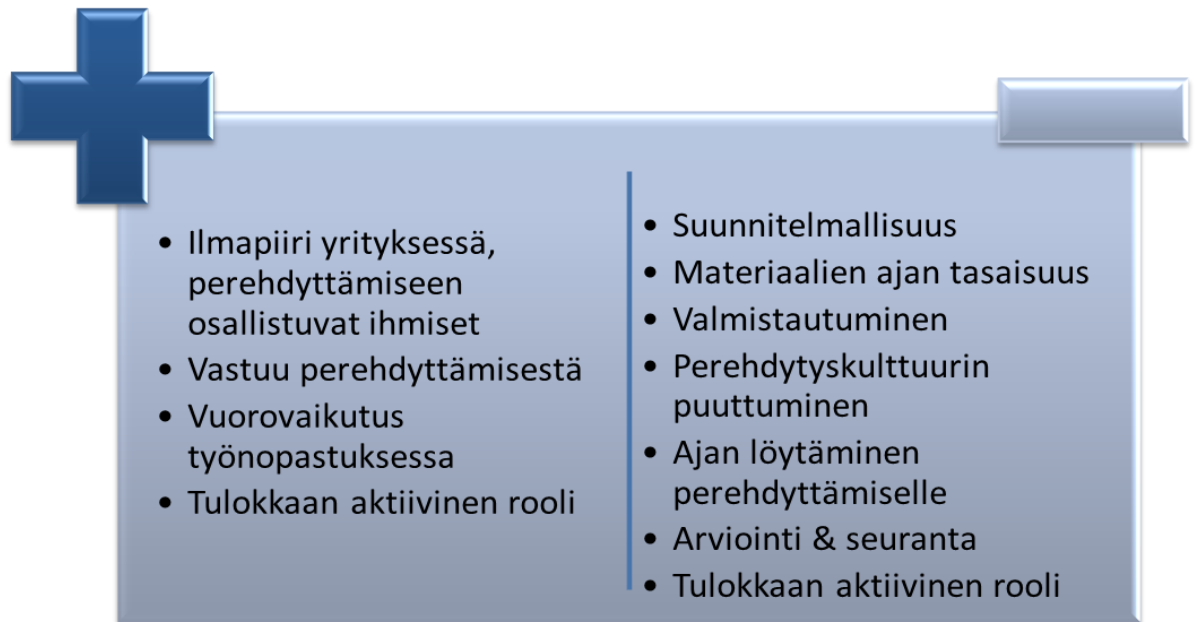 • Ilmapiiri yrityksessä,
perehdyttämiseen
osallistuvat ihmiset
• Vastuu perehdyttämisestä
• Vuorovaikutus
työnopastuksessa
• Tulokkaan aktiivinen rooli
• Suunnitelmallisuus
• Materiaalien ajan tasaisuus
• Valmistautuminen
• Perehdytyskulttuurin
puuttuminen
• Ajan löytäminen
perehdyttämiselle
• Arviointi & seuranta
• Tulokkaan aktiivinen rooli